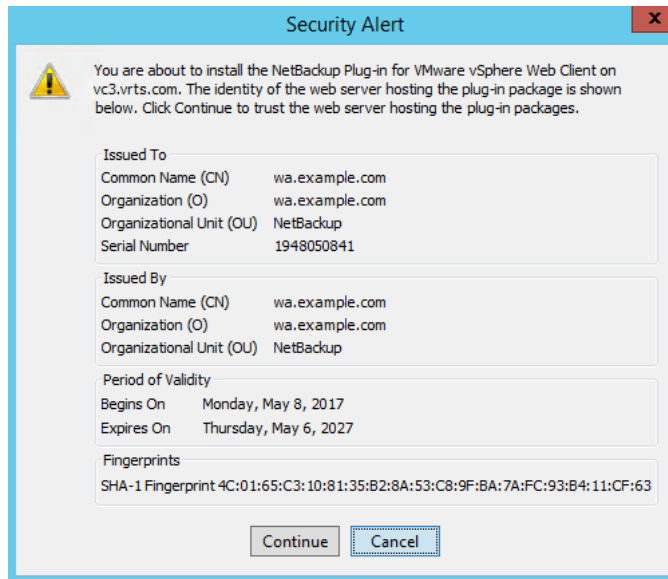 Security Alert
x
You are about to install the NetBackup Plug-in for VMware vSphere Web Client on
vc3.vrts.com. The identity of the web server hosting the plug-in package is shown
below. Click Continue to trust the web server hosting the plug-in packages.
Issued To
Common Name (CN) wa.example.com
Organization (O) wa.example.com
Organizational Unit (OU) NetBackup
Serial Number 1948050841
Issued By
Common Name (CN) wa.example.com
Organization (O) wa.example.com
Organizational Unit (OU) NetBackup
Period of Validity
Begins On Monday, May 8, 2017
Expires On Thursday, May 6, 2027
Fingerprints
SHA-1 Fingerprint 4C:01:65:C3:10:81:35:B2:8A:53:C8:9F:BA:7A:FC:93:B4:11:CF:63
Continue Cancel